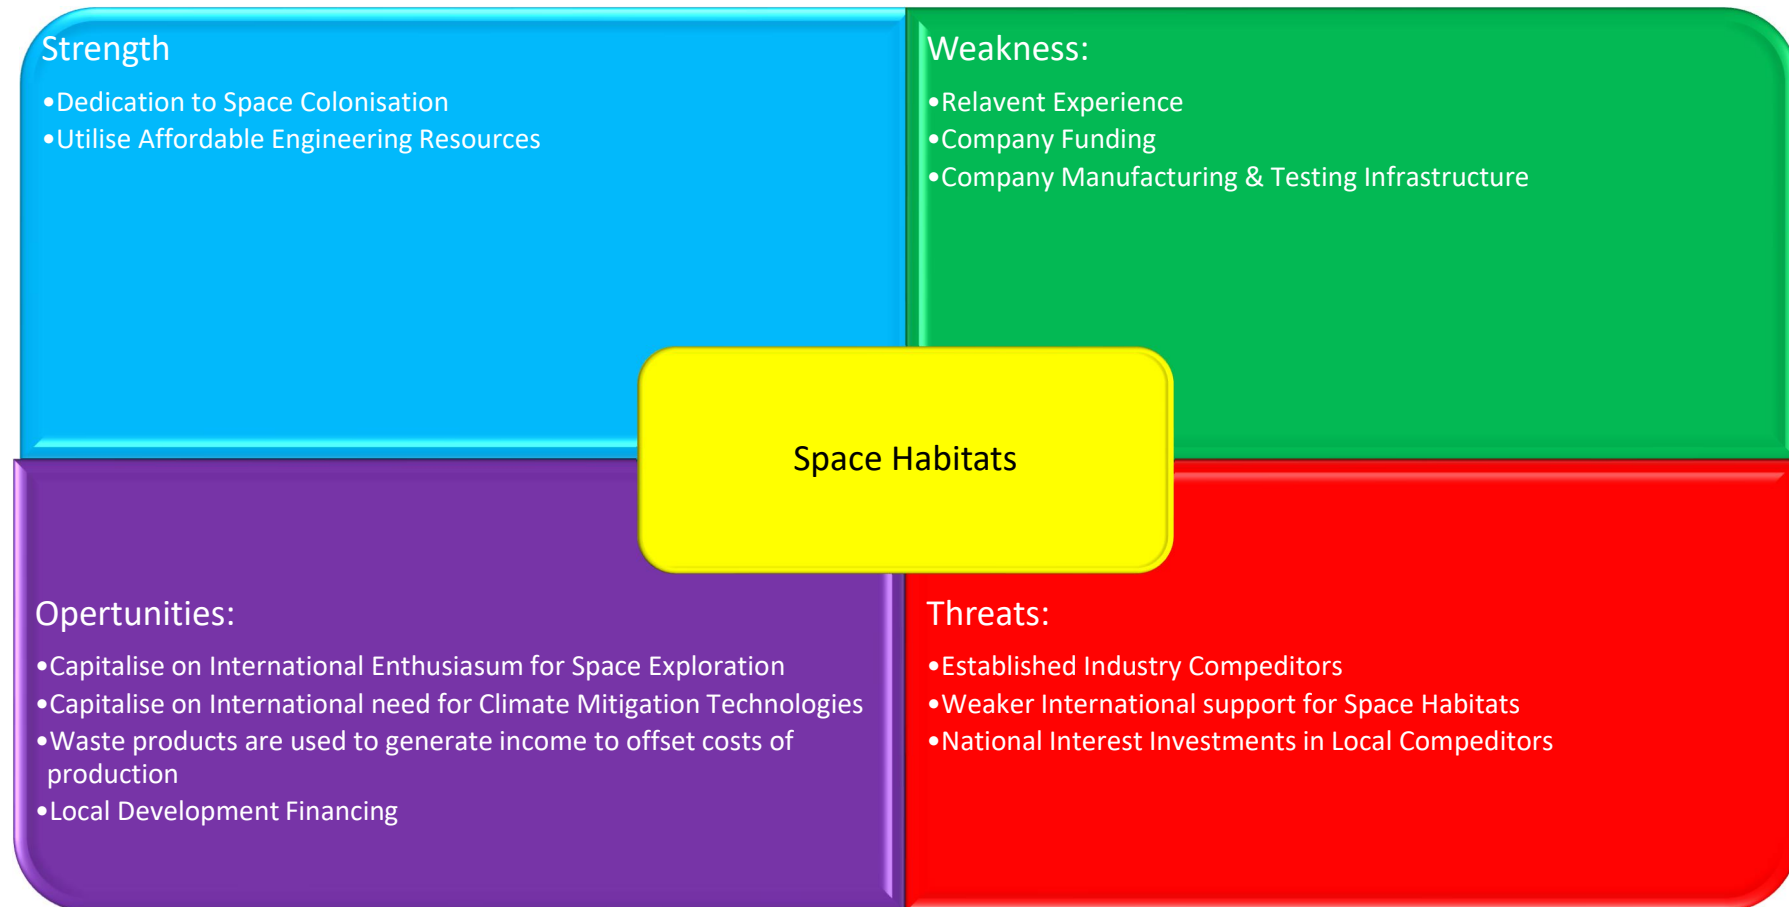 Strength
•Dedication to Space Colonisation
•Utilise Affordable Engineering Resources
Weakness:
•Relavent Experience
•Company Funding
•Company Manufacturing & Testing Infrastructure
Space Habitats
Opertunities:
•Capitalise on International Enthusiasum for Space Exploration
•Capitalise on International need for Climate Mitigation Technologies
•Waste products are used to generate income to offset costs of
production
•Local Development Financing
Threats:
•Established Industry Compeditors
•Weaker International support for Space Habitats
•National Interest Investments in Local Compeditors